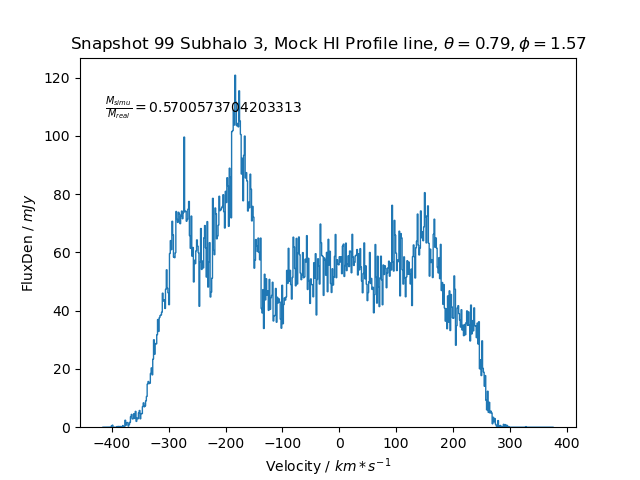 Snapshot 99 Subhalo 3, Mock HI Profile line, θ = 0.79, ϕ = 1.57
M_simu/M_real = 0.5700573704203313
FluxDen / mJy
120
100
80
60
40
20
0
−400 −300 −200 −100 0 100 200 300 400
Velocity / km * s⁻¹